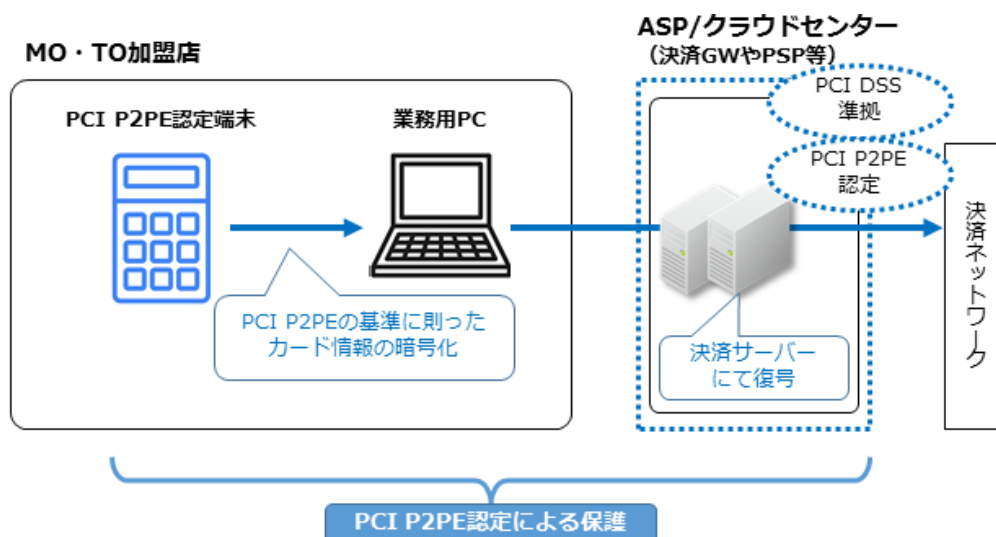 MO・TO加盟店
PCI P2PE認定端末
業務用PC
PCI P2PEの基準に則った
カード情報の暗号化
ASP/クラウドセンター
（決済GWやPSP等）
PCI DSS
準拠
PCI P2PE
認定
決済サーバー
にて復号
決済ネットワーク
PCI P2PE認定による保護